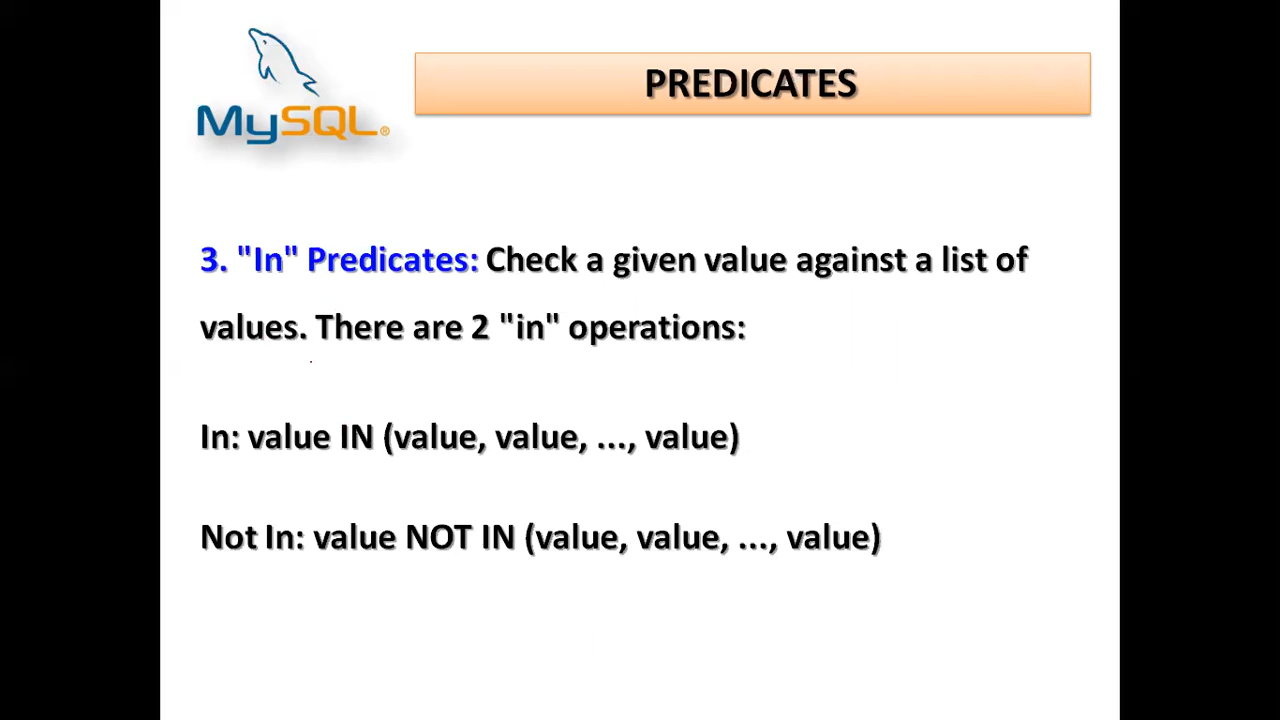 MySQL®
PREDICATES
3. "In" Predicates: Check a given value against a list of
values. There are 2 "in" operations:
In: value IN (value, value, ..., value)
Not In: value NOT IN (value, value, ..., value)